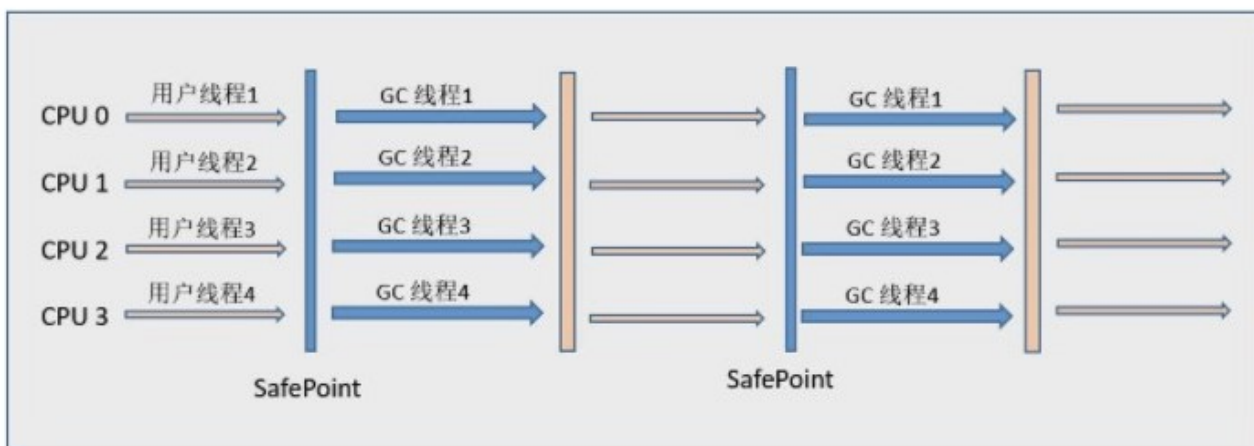 CPU 0 用户线程1 GC 线程1 GC 线程1
CPU 1 用户线程2 GC 线程2 GC 线程2
CPU 2 用户线程3 GC 线程3 GC 线程3
CPU 3 用户线程4 GC 线程4 GC 线程4
SafePoint SafePoint